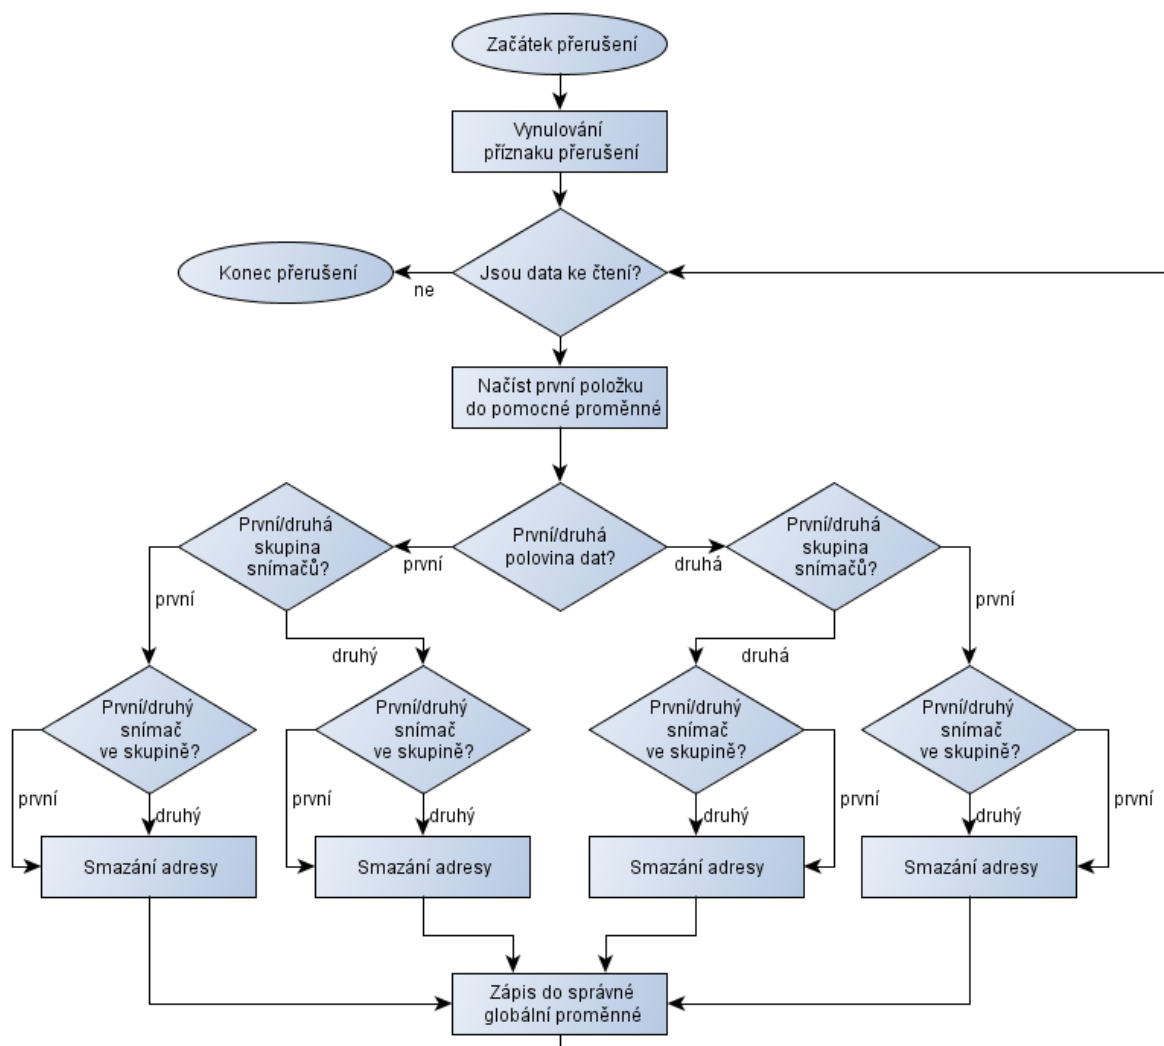 Začátek přerušení
Vynulování
příznaku přerušení
Jsou data ke čtení?
Konec přerušení
ne
Načíst první položku
do pomocné proměnné
První/druhá
skupina
snímačů?
První/druhá
polovina dat?
První/druhá
skupina
snímačů?
první
druhá
první
druhý
druhá
první
První/druhý
snímač
ve skupině?
První/druhý
snímač
ve skupině?
První/druhý
snímač
ve skupině?
První/druhý
snímač
ve skupině?
první
druhý
první
druhý
druhý
první
druhý
první
Smazání adresy
Smazání adresy
Smazání adresy
Smazání adresy
Zápis do správné
globální proměnné